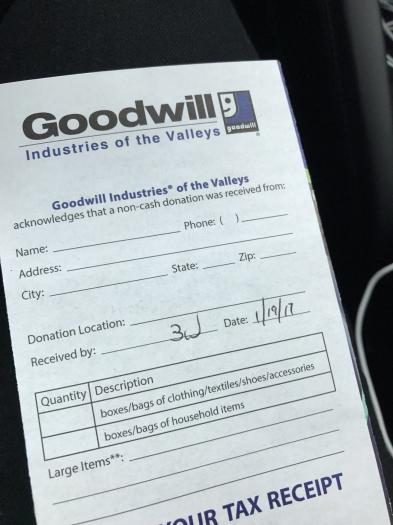 Goodwill
goodwill
Industries of the Valleys
Goodwill Industries® of the Valleys
acknowledges that a non-cash donation was received from:
Name: Phone: ( )
Address:
City: State: Zip:
Donation Location:
Received by: Date: 1/19/17
Quantity Description
boxes/bags of clothing/textiles/shoes/accessories
boxes/bags of household items
Large Items**:
YOUR TAX RECEIPT